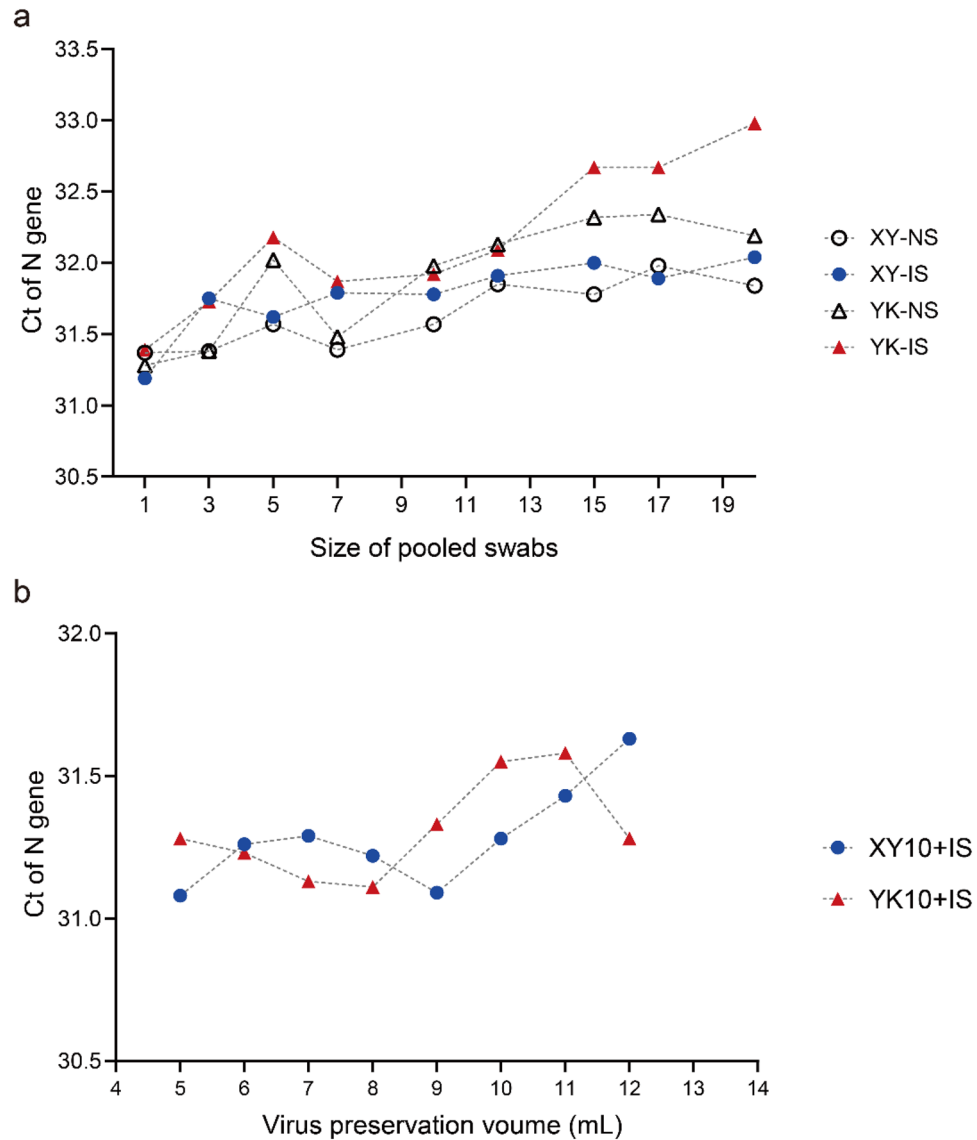 a
33.5
33.0
32.5
32.0
31.5
31.0
30.5
Ct of N gene
1 3 5 7 9 11 13 15 17 19
Size of pooled swabs
XY-NS
XY-IS
YK-NS
YK-IS
b
32.0
31.5
31.0
30.5
Ct of N gene
4 5 6 7 8 9 10 11 12 13 14
Virus preservation voume (mL)
XY10+IS
YK10+IS